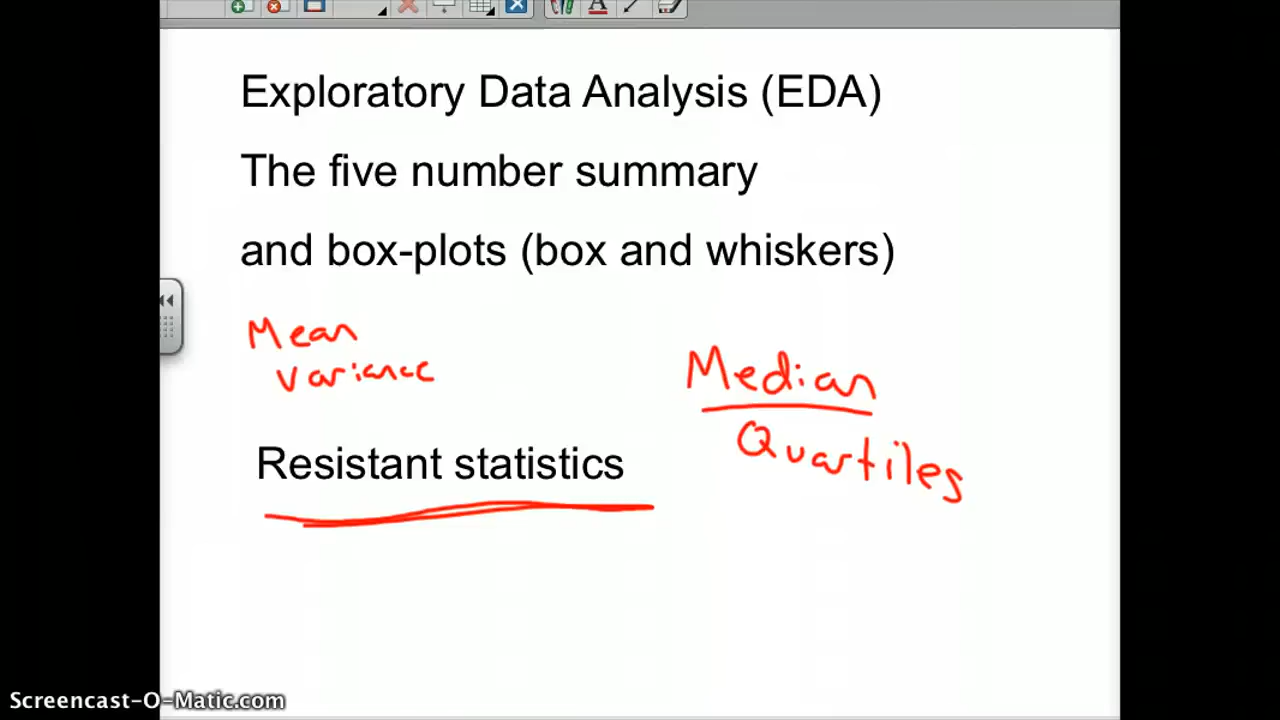 Exploratory Data Analysis (EDA)
The five number summary
and box-plots (box and whiskers)
Mean
variance
Median
Quartiles
Resistant statistics
Screencast-O-Matic.com